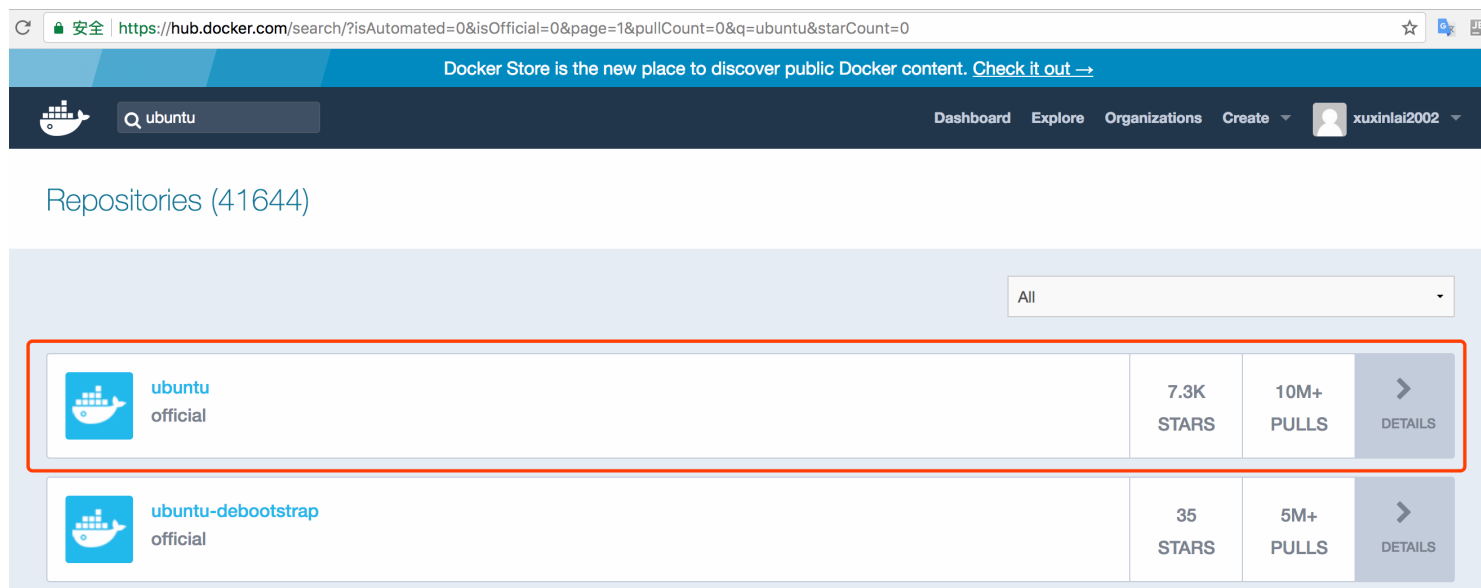 安全 https://hub.docker.com/search/?isAutomated=0&isOfficial=0&page=1&pullCount=0&q=ubuntu&starCount=0
Docker Store is the new place to discover public Docker content. Check it out →
ubuntu Dashboard Explore Organizations Create xuxinlai2002
Repositories (41644)
All
ubuntu
official
7.3K
STARS
10M+
PULLS
DETAILS
ubuntu-debootstrap
official
35
STARS
5M+
PULLS
DETAILS